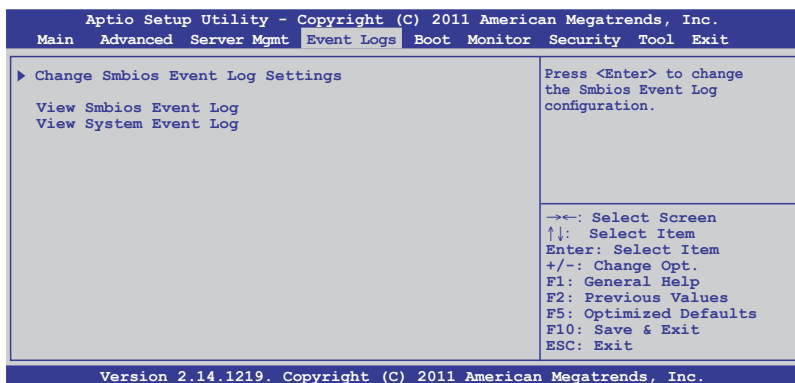 Aptio Setup Utility - Copyright (C) 2011 American Megatrends, Inc.
Main Advanced Server Mgmt Event Logs Boot Monitor Security Tool Exit
Change Smbios Event Log Settings
View Smbios Event Log
View System Event Log
Press <Enter> to change
the Smbios Event Log
configuration.
→←: Select Screen
↑↓: Select Item
Enter: Select Item
+/-: Change Opt.
F1: General Help
F2: Previous Values
F5: Optimized Defaults
F10: Save & Exit
ESC: Exit
Version 2.14.1219. Copyright (C) 2011 American Megatrends, Inc.